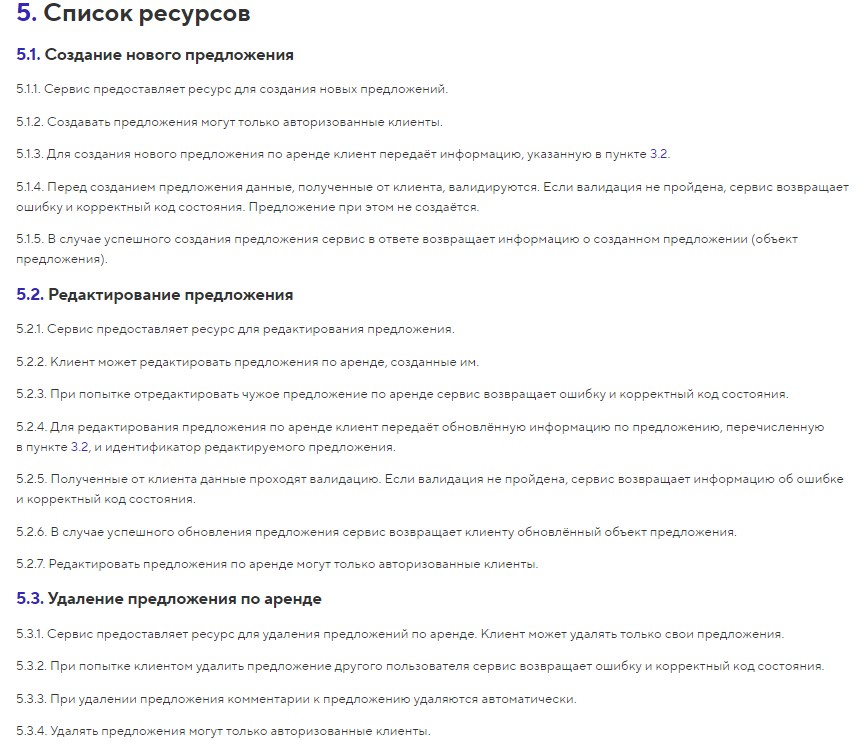 5. Список ресурсов
5.1. Создание нового предложения
5.1.1. Сервис предоставляет ресурс для создания новых предложений.
5.1.2. Создавать предложения могут только авторизованные клиенты.
5.1.3. Для создания нового предложения по аренде клиент передаёт информацию, указанную в пункте 3.2.
5.1.4. Перед созданием предложения данные, полученные от клиента, валидируются. Если валидация не пройдена, сервис возвращает
ошибку и корректный код состояния. Предложение при этом не создаётся.
5.1.5. В случае успешного создания предложения сервис в ответе возвращает информацию о созданном предложении (объект
предложения).
5.2. Редактирование предложения
5.2.1. Сервис предоставляет ресурс для редактирования предложения.
5.2.2. Клиент может редактировать предложения по аренде, созданные им.
5.2.3. При попытке отредактировать чужое предложение по аренде сервис возвращает ошибку и корректный код состояния.
5.2.4. Для редактирования предложения по аренде клиент передаёт обновлённую информацию по предложению, перечисленную
в пункте 3.2, и идентификатор редактируемого предложения.
5.2.5. Полученные от клиента данные проходят валидацию. Если валидация не пройдена, сервис возвращает информацию об ошибке
и корректный код состояния.
5.2.6. В случае успешного обновления предложения сервис возвращает клиенту обновлённый объект предложения.
5.2.7. Редактировать предложения по аренде могут только авторизованные клиенты.
5.3. Удаление предложения по аренде
5.3.1. Сервис предоставляет ресурс для удаления предложений по аренде. Клиент может удалять только свои предложения.
5.3.2. При попытке клиентом удалить предложение другого пользователя сервис возвращает ошибку и корректный код состояния.
5.3.3. При удалении предложения комментарии к предложению удаляются автоматически.
5.3.4. Удалять предложения могут только авторизованные клиенты.